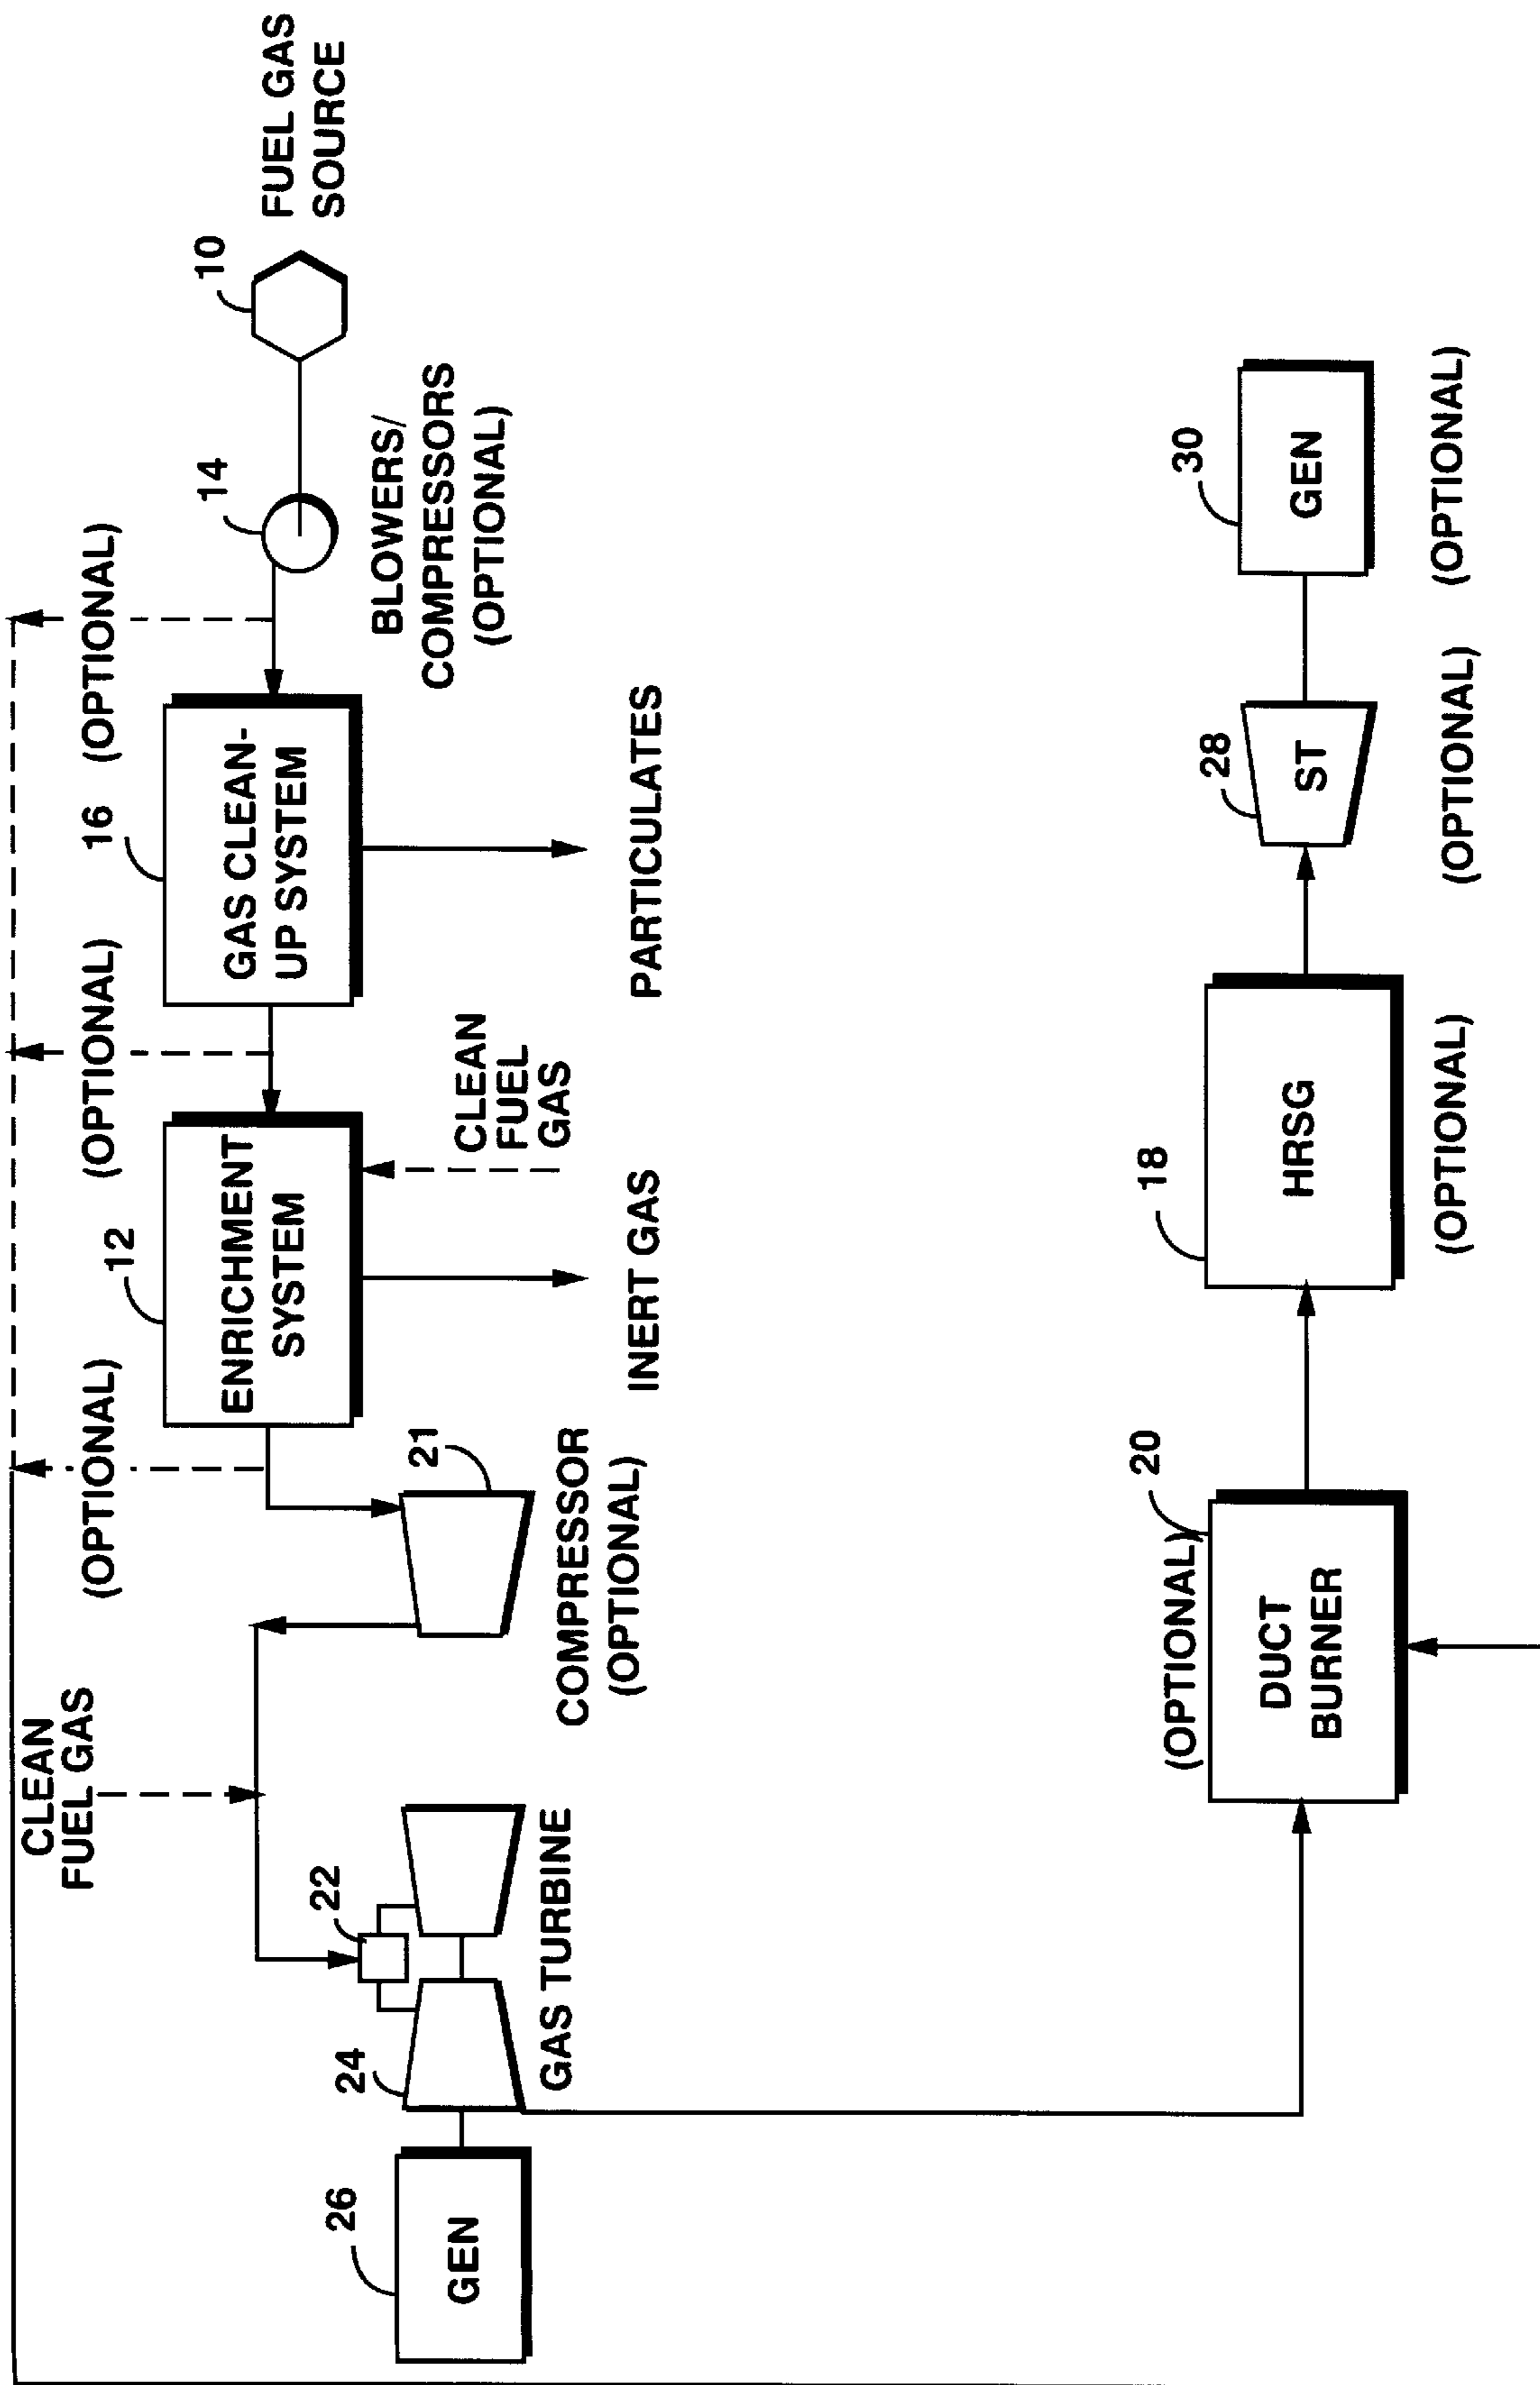 FUEL GAS
SOURCE
10
14
BLOWERS/
COMPRESSORS
(OPTIONAL)
(OPTIONAL)
16
GAS CLEAN-
UP SYSTEM
PARTICULATES
(OPTIONAL)
CLEAN
FUEL
GAS
12
ENRICHMENT
SYSTEM
INERT GAS
(OPTIONAL)
21
COMPRESSOR
(OPTIONAL)
CLEAN
FUEL GAS
22
24
GAS TURBINE
26
GEN
(OPTIONAL)
20
DUCT
BURNER
18
HRSG
(OPTIONAL)
28
ST
(OPTIONAL)
30
GEN
(OPTIONAL)